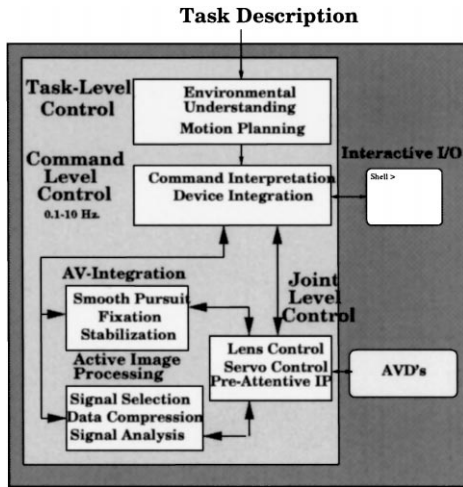 Task Description
Task-Level
Control
Environmental
Understanding
Motion Planning
Command
Level
Control
0.1-10 Hz.
Command Interpretation
Device Integration
Interactive I/O
Shell >
AV-Integration
Smooth Pursuit
Fixation
Stabilization
Joint
Level
Control
Active Image
Processing
Signal Selection
Data Compression
Signal Analysis
Lens Control
Servo Control
Pre-Attentive IP
AVD's